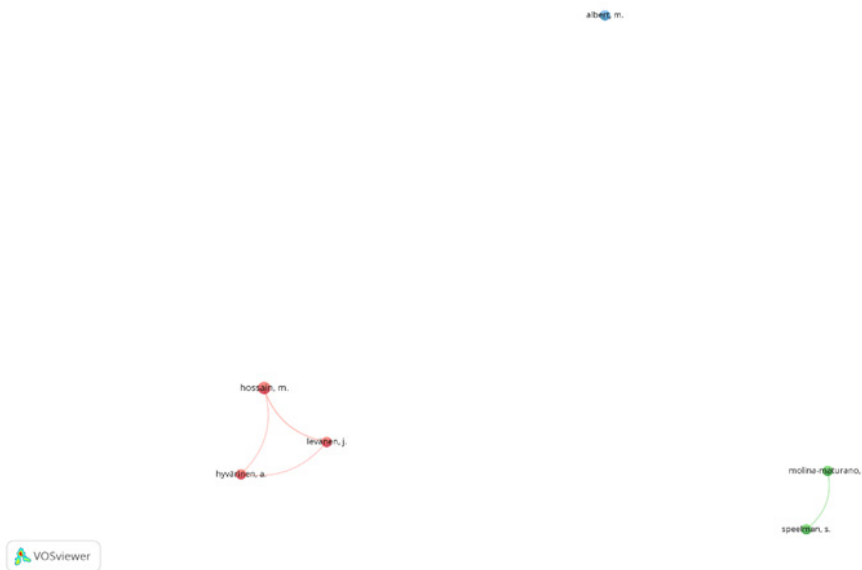 albert, m.
hossain, m.
levanen, j.
hyvärinen, a.
molina-maturano,
speelman, s.
VOSviewer